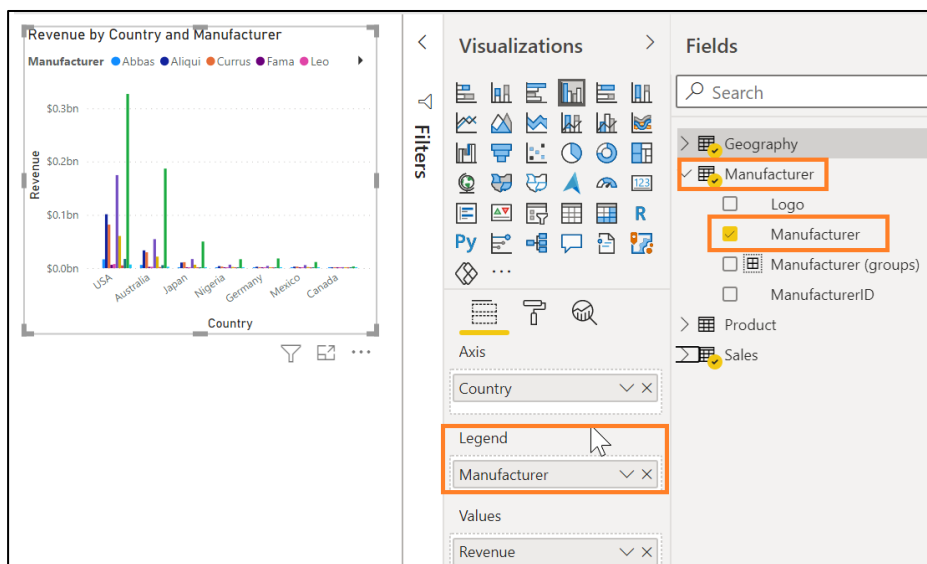 Revenue by Country and Manufacturer
Manufacturer Abbas Aliqui Currus Fama Leo
$0.3bn
$0.2bn
$0.1bn
$0.0bn
Revenue
USA
Australia
Japan
Nigeria
Germany
Mexico
Canada
Country
Filters
Visualizations
123
R
Py
Axis
Country
Legend
Manufacturer
Values
Revenue
Fields
Search
Geography
Manufacturer
Logo
Manufacturer
Manufacturer (groups)
ManufacturerID
Product
Sales